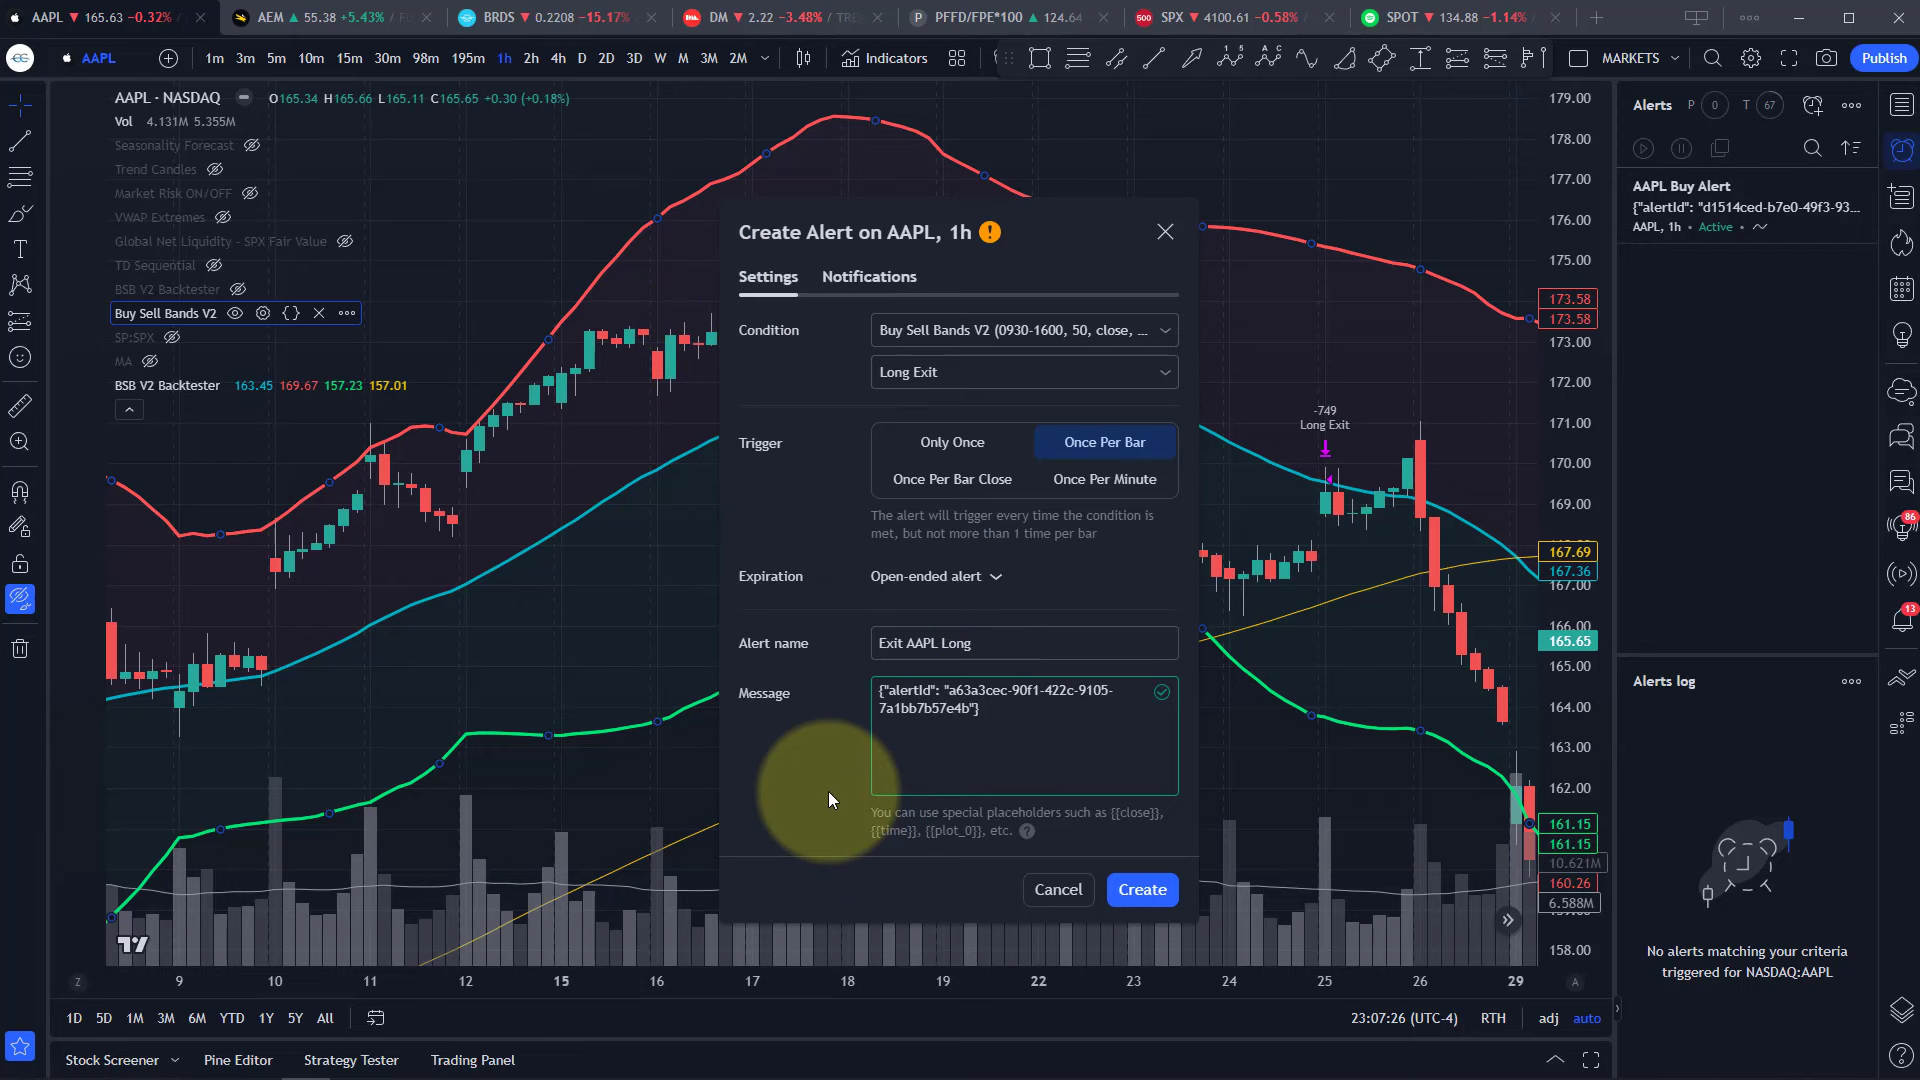 AAPL ▼ 165.63 −0.32% /
AEM ▲ 55.38 +5.43% /
BRDS ▼ 0.2208 −15.17%
DM ▼ 2.22 −3.48% / TRE
PFFD/FPE*100 ▲ 124.64
SPX ▼ 4100.61 −0.58%
SPOT ▼ 134.88 −1.14%
AAPL
1m 3m 5m 10m 15m 30m 98m 195m 1h 2h 4h D 2D 3D W M 3M 2M
Indicators
MARKETS
Publish
AAPL · NASDAQ
O165.34 H165.66 L165.11 C165.65 +0.30 (+0.18%)
Vol 4.131M 5.355M
Seasonality Forecast
Trend Candles
Market Risk ON/OFF
VWAP Extremes
Global Net Liquidity - SPX Fair Value
TD Sequential
BSB V2 Backtester
Buy Sell Bands V2
SP:SPX
MA
BSB V2 Backtester 163.45 169.67 157.23 157.01
Create Alert on AAPL, 1h
Settings
Notifications
Condition
Buy Sell Bands V2 (0930-1600, 50, close, ...
Long Exit
Trigger
Only Once
Once Per Bar
Once Per Bar Close
Once Per Minute
The alert will trigger every time the condition is
met, but not more than 1 time per bar
Expiration
Open-ended alert
Alert name
Exit AAPL Long
Message
{"alertId": "a63a3cec-90f1-422c-9105-
7a1bb7b57e4b"}
You can use special placeholders such as {{close}},
{{time}}, {{plot_0}}, etc.
Cancel
Create
-749
Long Exit
179.00
178.00
177.00
176.00
175.00
173.58
173.58
173.00
172.00
171.00
170.00
169.00
167.69
167.36
167.00
166.00
165.65
165.00
164.00
163.00
162.00
161.15
161.15
10.621M
160.26
6.588M
158.00
Z 9 10 11 12 15 16 17 18 19 22 23 24 25 26 29 A
1D 5D 1M 3M 6M YTD 1Y 5Y All
23:07:26 (UTC-4)
RTH
adj
auto
Stock Screener
Pine Editor
Strategy Tester
Trading Panel
Alerts
P 0 T 67
AAPL Buy Alert
{"alertId": "d1514ced-b7e0-49f3-93...
AAPL, 1h • Active •
Alerts log
No alerts matching your criteria
triggered for NASDAQ:AAPL
86
13